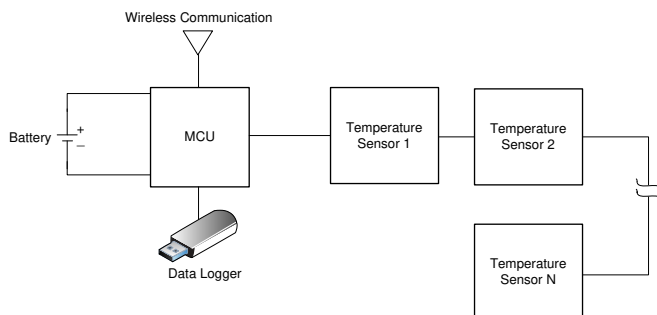 Wireless Communication
Battery
+
–
MCU
Temperature
Sensor 1
Temperature
Sensor 2
Data Logger
Temperature
Sensor N